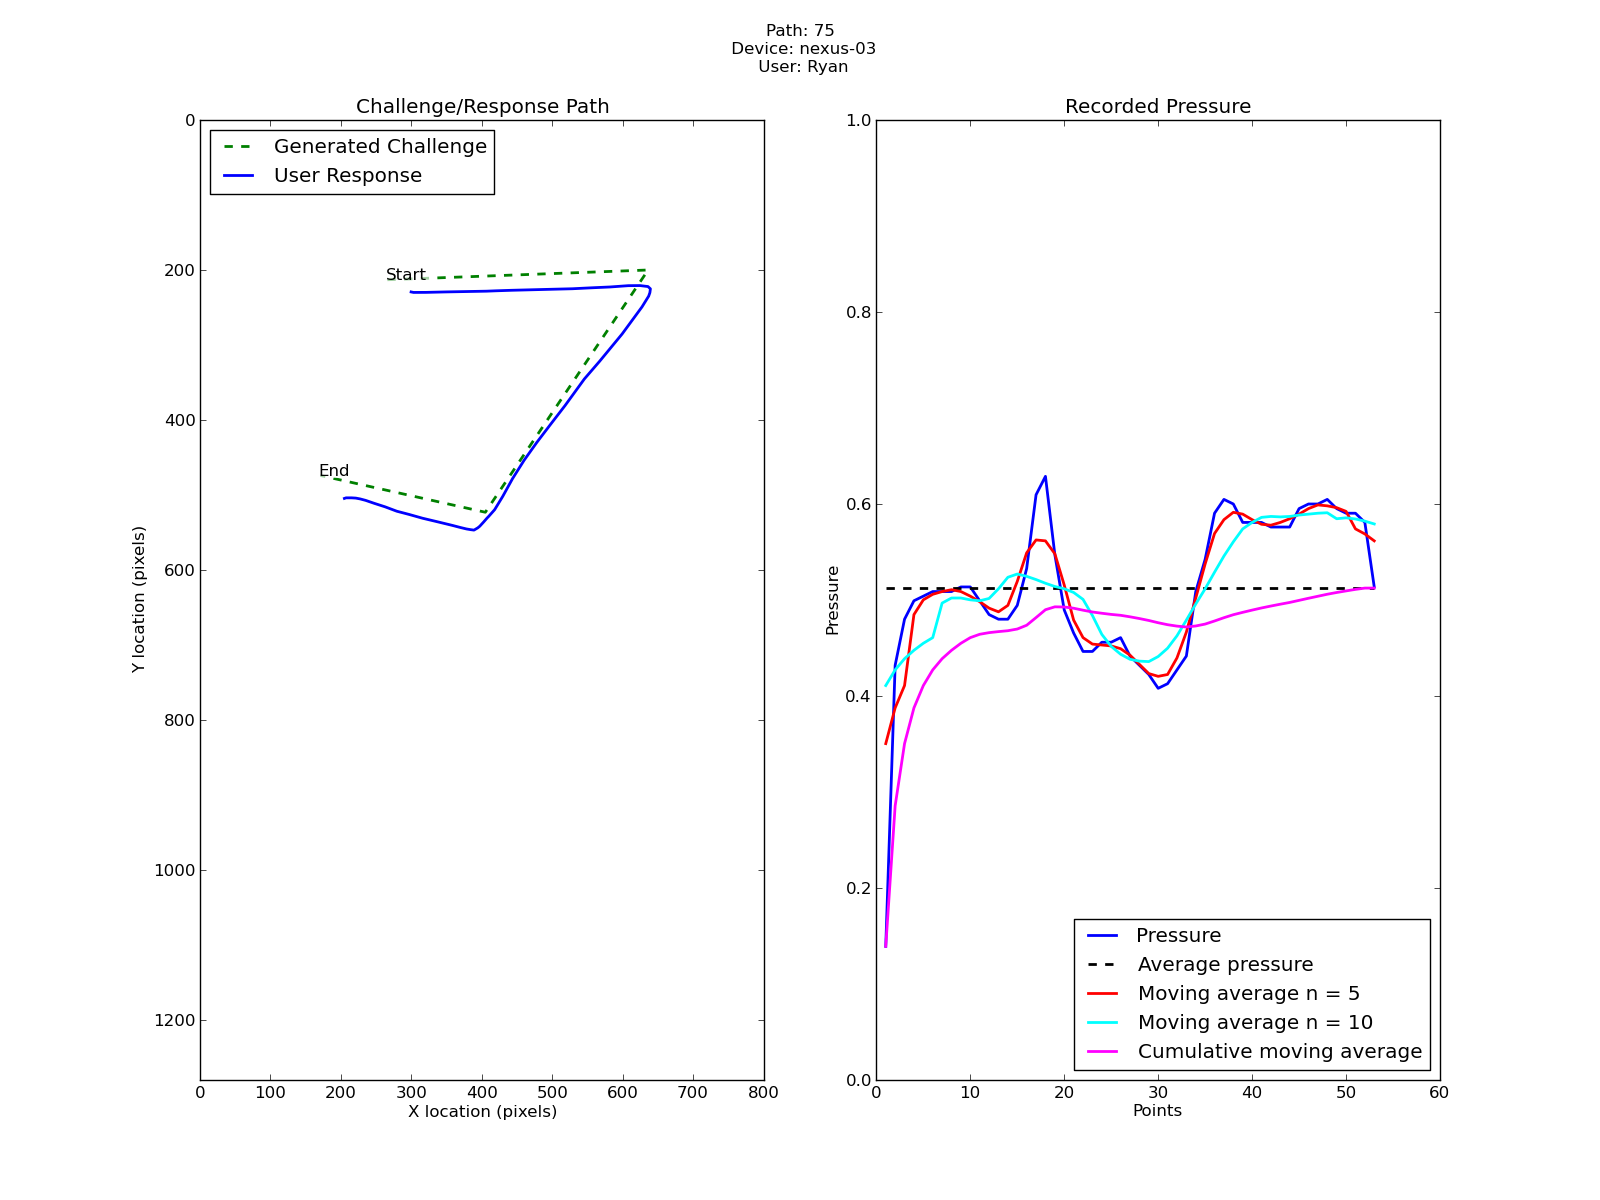 Path: 75
Device: nexus-03
User: Ryan
Challenge/Response Path
Generated Challenge
User Response
Start
End
0
200
400
600
800
1000
1200
Y location (pixels)
0 100 200 300 400 500 600 700 800
X location (pixels)
Recorded Pressure
1.0
0.8
0.6
0.4
0.2
0.0
Pressure
Pressure
Average pressure
Moving average n = 5
Moving average n = 10
Cumulative moving average
0 10 20 30 40 50 60
Points